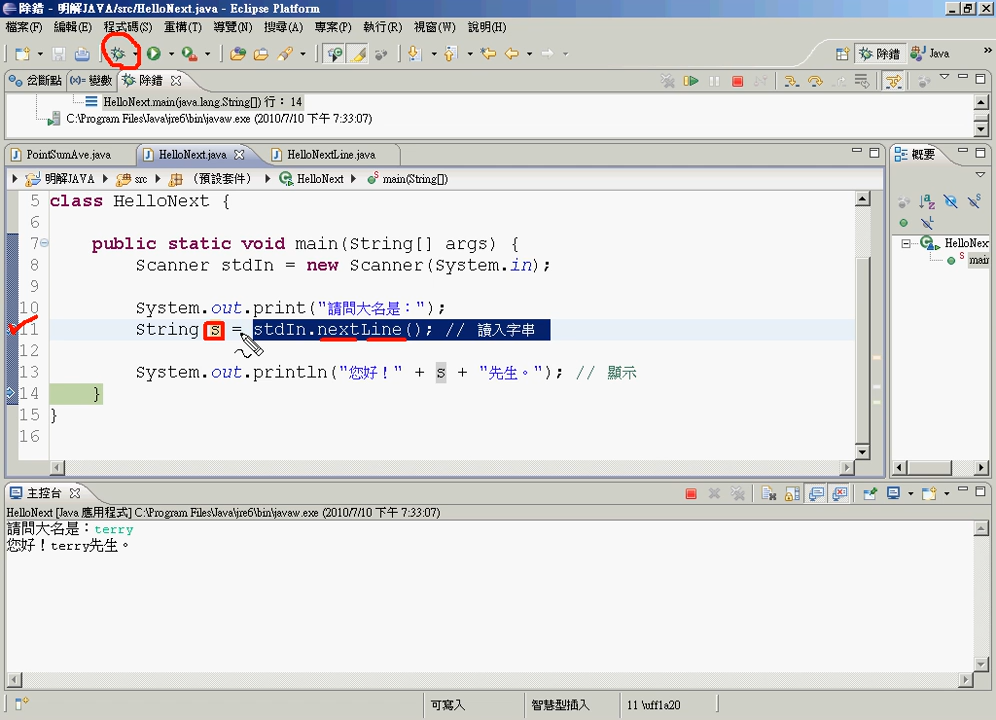 除錯 - 明解JAVA/src/HelloNext.java - Eclipse Platform
檔案(F) 編輯(E) 程式碼(S) 重構(T) 導覽(N) 搜尋(A) 專案(P) 執行(R) 視窗(W) 說明(H)
除錯 Java »
岔斷點 (x)= 變數 除錯
HelloNext.main(java.lang.String[]) 行： 14
C:\Program Files\Java\jre6\bin\javaw.exe (2010/7/10 下午 7:33:07)
PointSumAve.java HelloNext.java HelloNextLine.java 概要
明解JAVA src (預設套件) HelloNext main(String[])
5 class HelloNext {
6
7 public static void main(String[] args) {
8 Scanner stdIn = new Scanner(System.in);
9
10 System.out.print("請問大名是：");
11 String s = stdIn.nextLine(); // 讀入字串
12
13 System.out.println("您好！" + s + "先生。"); // 顯示
14 }
15 }
16
HelloNex
main
主控台
HelloNext [Java 應用程式] C:\Program Files\Java\jre6\bin\javaw.exe (2010/7/10 下午 7:33:07)
請問大名是：terry
您好！terry先生。
可寫入 智慧型插入 11 \uff1a20